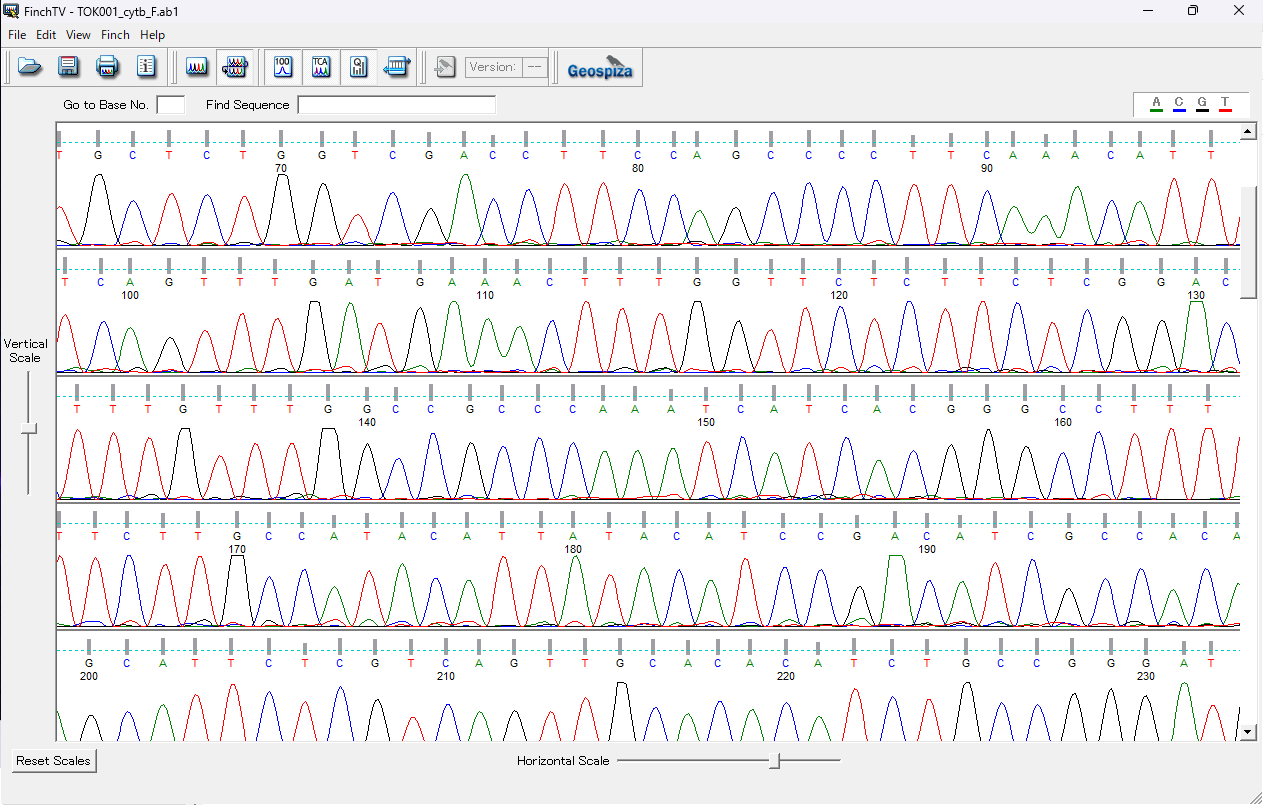 FinchTV - TOK001_cytb_F.ab1
File Edit View Finch Help
100 TCA Q Version: -- Geospiza
Go to Base No. Find Sequence A C G T
T G C T C T G G T C G A C C T T C C A G C C C C T T C A A A C A T T
70 80 90
T C A G T T T G A T G A A A C T T T G G T T C T C T T C T C G G A C
100 110 120 130
Vertical
Scale
T T T G T T T G G C C G C C C A A A T C A T C A C G G G C C T T T
140 150 160
T T C T T G C C A T A C A T T A T A C A T C C G A C A T C G C C A C A
170 180 190
G C A T T C T C G T C A G T T G C A C A C A T C T G C C G G G A T
200 210 220 230
Reset Scales Horizontal Scale